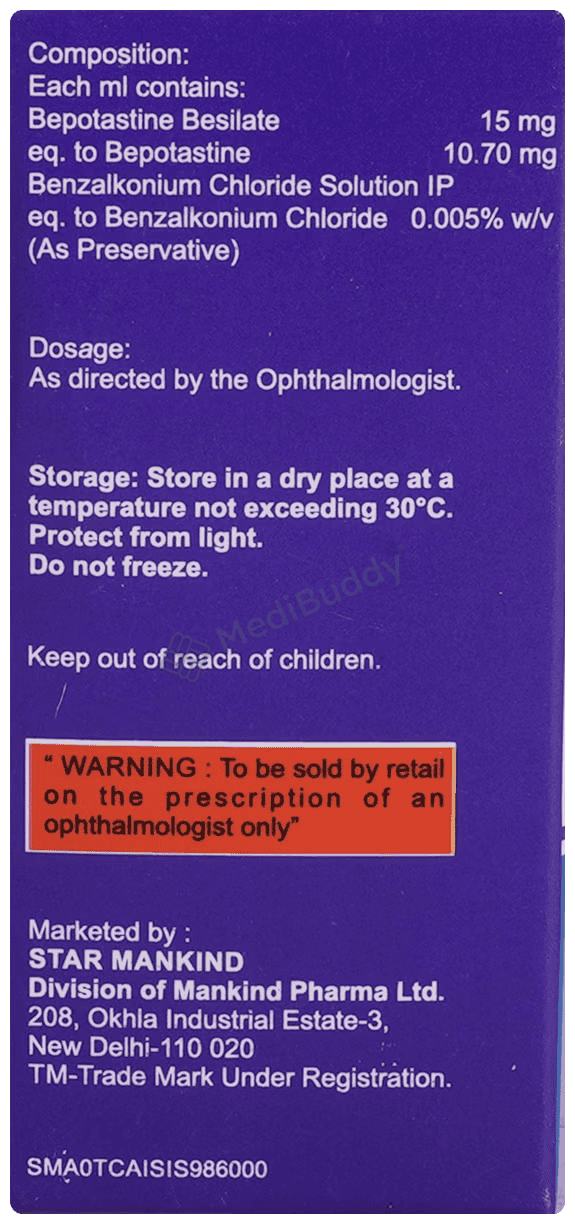 Composition:
Each ml contains:
Bepotastine Besilate 15 mg
eq. to Bepotastine 10.70 mg
Benzalkonium Chloride Solution IP
eq. to Benzalkonium Chloride 0.005% w/v
(As Preservative)
Dosage:
As directed by the Ophthalmologist.
Storage: Store in a dry place at a
temperature not exceeding 30°C.
Protect from light.
Do not freeze.
MediBuddy
Keep out of reach of children.
“ WARNING : To be sold by retail
on the prescription of an
ophthalmologist only”
Marketed by :
STAR MANKIND
Division of Mankind Pharma Ltd.
208, Okhla Industrial Estate-3,
New Delhi-110 020
TM-Trade Mark Under Registration.
SMA0TCAISIS986000